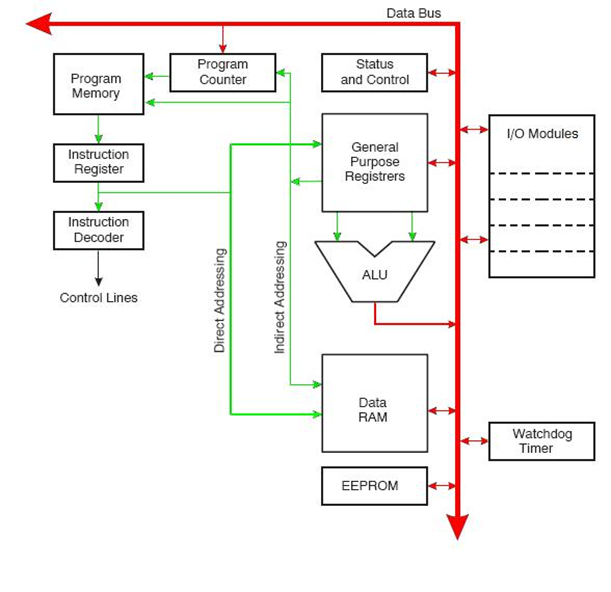 Data Bus
Program
Memory
Program
Counter
Status
and Control
I/O Modules
General
Purpose
Registrers
Instruction
Register
Instruction
Decoder
Control Lines
Direct Addressing
Indirect Addressing
ALU
Data
RAM
Watchdog
Timer
EEPROM